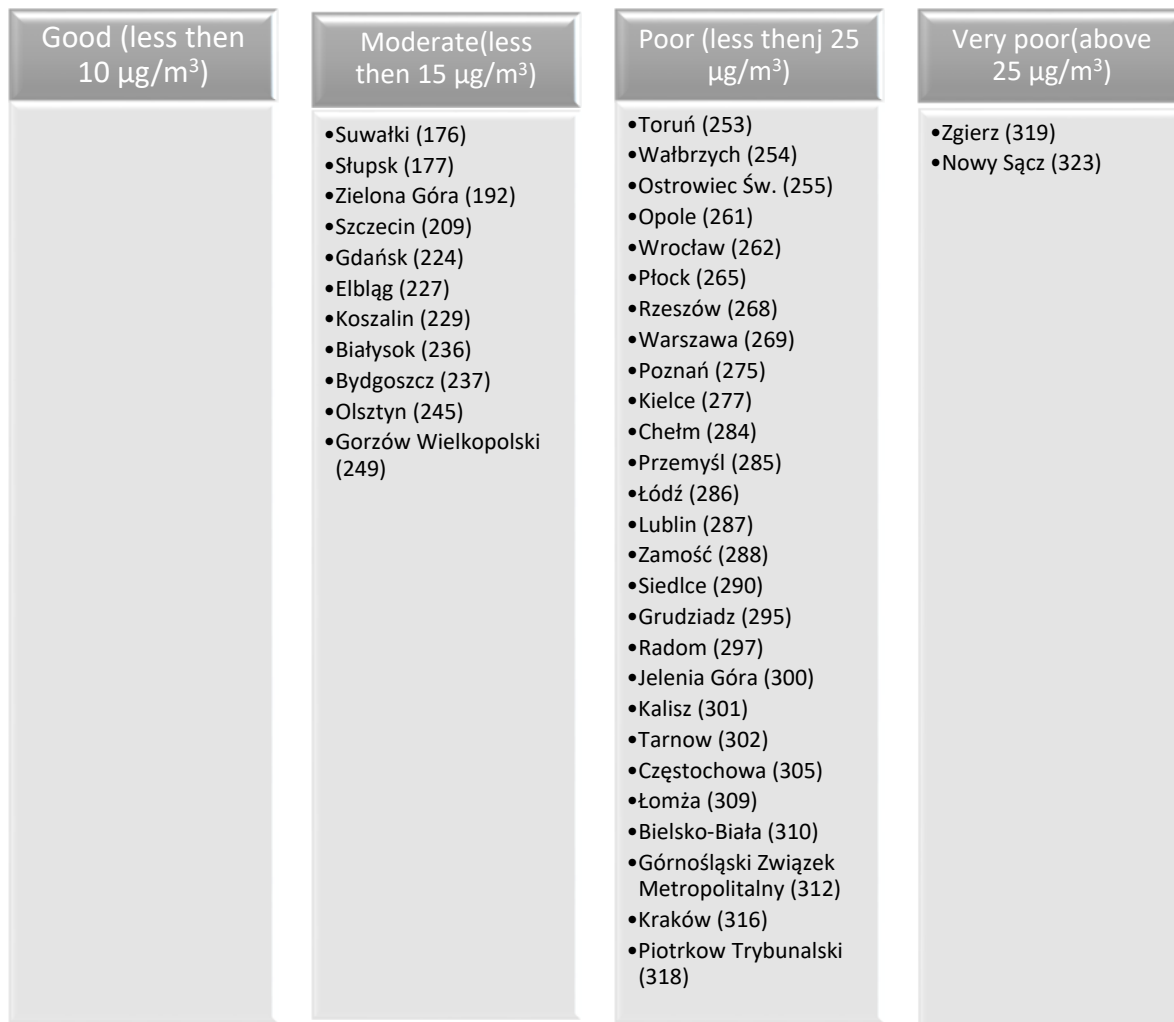 Good (less then
10 µg/m³)
Moderate(less
then 15 µg/m³)
•Suwałki (176)
•Słupsk (177)
•Zielona Góra (192)
•Szczecin (209)
•Gdańsk (224)
•Elbląg (227)
•Koszalin (229)
•Białysok (236)
•Bydgoszcz (237)
•Olsztyn (245)
•Gorzów Wielkopolski
(249)
Poor (less thenj 25
µg/m³)
•Toruń (253)
•Wałbrzych (254)
•Ostrowiec Św. (255)
•Opole (261)
•Wrocław (262)
•Płock (265)
•Rzeszów (268)
•Warszawa (269)
•Poznań (275)
•Kielce (277)
•Chełm (284)
•Przemyśl (285)
•Łódź (286)
•Lublin (287)
•Zamość (288)
•Siedlce (290)
•Grudziadz (295)
•Radom (297)
•Jelenia Góra (300)
•Kalisz (301)
•Tarnow (302)
•Częstochowa (305)
•Łomża (309)
•Bielsko-Biała (310)
•Górnośląski Związek
Metropolitalny (312)
•Kraków (316)
•Piotrkow Trybunalski
(318)
Very poor(above
25 µg/m³)
•Zgierz (319)
•Nowy Sącz (323)